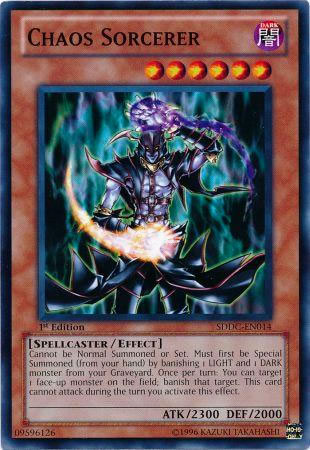 CHAOS SORCERER
DARK
闇
1st Edition
SDDC-EN014
[SPELLCASTER / EFFECT]
Cannot be Normal Summoned or Set. Must first be Special
Summoned (from your hand) by banishing 1 LIGHT and 1 DARK
monster from your Graveyard. Once per turn: You can target
1 face-up monster on the field; banish that target. This card
cannot attack during the turn you activate this effect.
ATK/2300 DEF/2000
09596126
©1996 KAZUKI TAKAHASHI